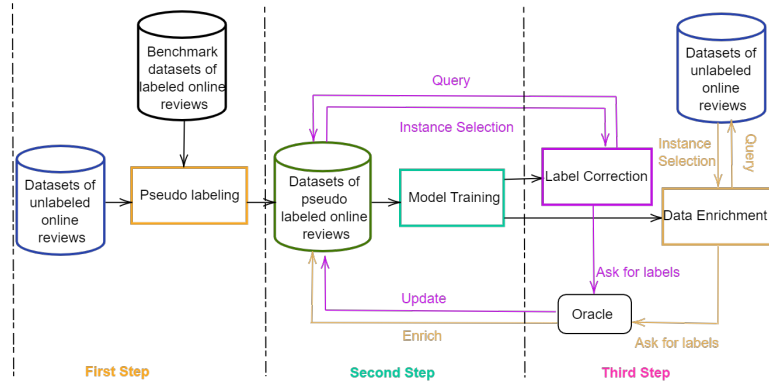 Benchmark
datasets of
labeled online
reviews
Datasets of
unlabeled
online
reviews
Query
Instance Selection
Instance
Selection
Query
Datasets of
unlabeled online
reviews
Pseudo labeling
Datasets of
pseudo
labeled online
reviews
Model Training
Label Correction
Data Enrichment
Ask for labels
Update
Oracle
Enrich
Ask for labels
First Step
Second Step
Third Step